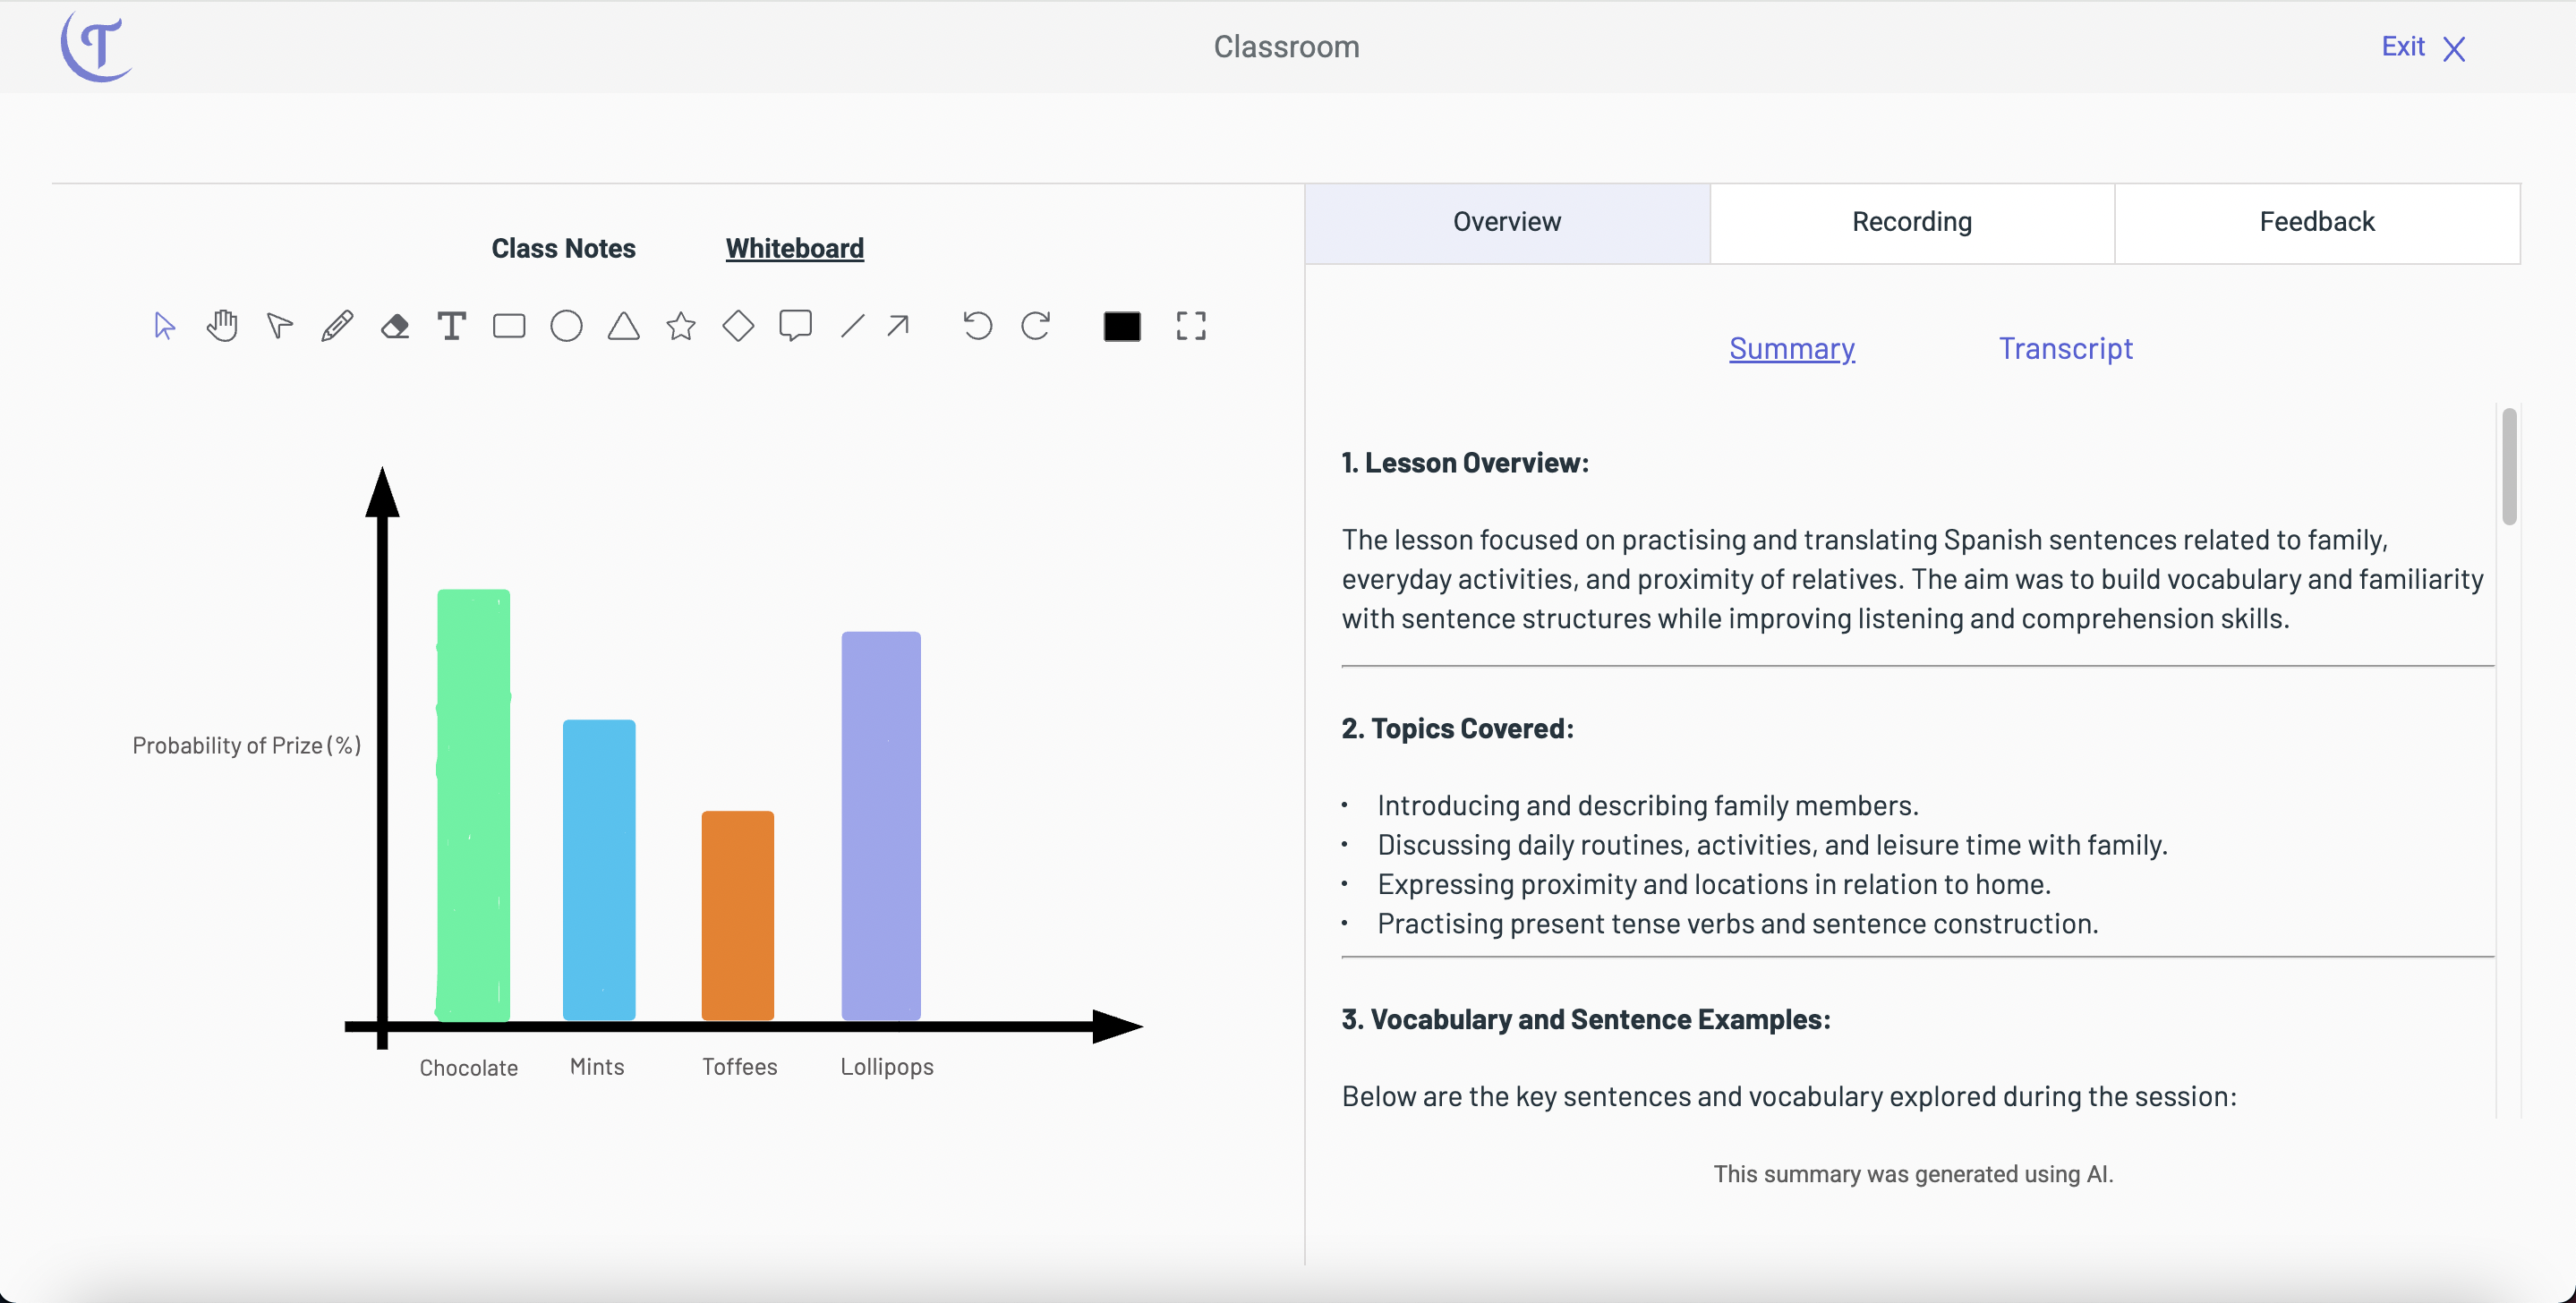 Classroom
Exit
Class Notes
Whiteboard
Overview
Recording
Feedback
Summary
Transcript
Probability of Prize (%)
Chocolate
Mints
Toffees
Lollipops
1. Lesson Overview:
The lesson focused on practising and translating Spanish sentences related to family,
everyday activities, and proximity of relatives. The aim was to build vocabulary and familiarity
with sentence structures while improving listening and comprehension skills.
2. Topics Covered:
• Introducing and describing family members.
• Discussing daily routines, activities, and leisure time with family.
• Expressing proximity and locations in relation to home.
• Practising present tense verbs and sentence construction.
3. Vocabulary and Sentence Examples:
Below are the key sentences and vocabulary explored during the session:
This summary was generated using AI.